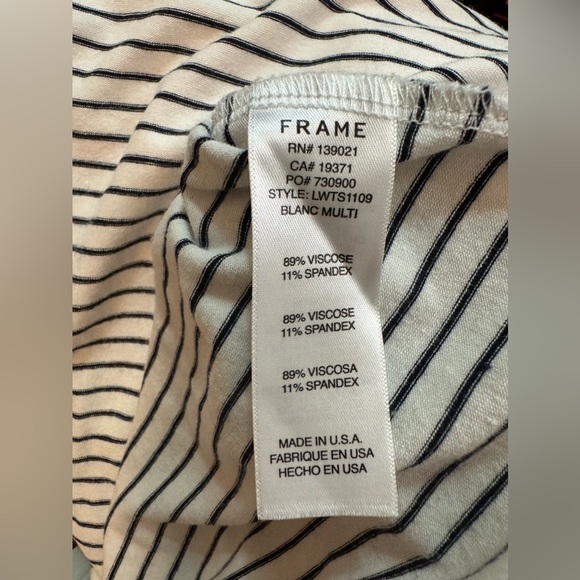 FRAME
RN# 139021
CA# 19371
PO# 730900
STYLE: LWTS1109
BLANC MULTI
89% VISCOSE
11% SPANDEX
89% VISCOSE
11% SPANDEX
89% VISCOSA
11% SPANDEX
MADE IN U.S.A.
FABRIQUE EN USA
HECHO EN USA